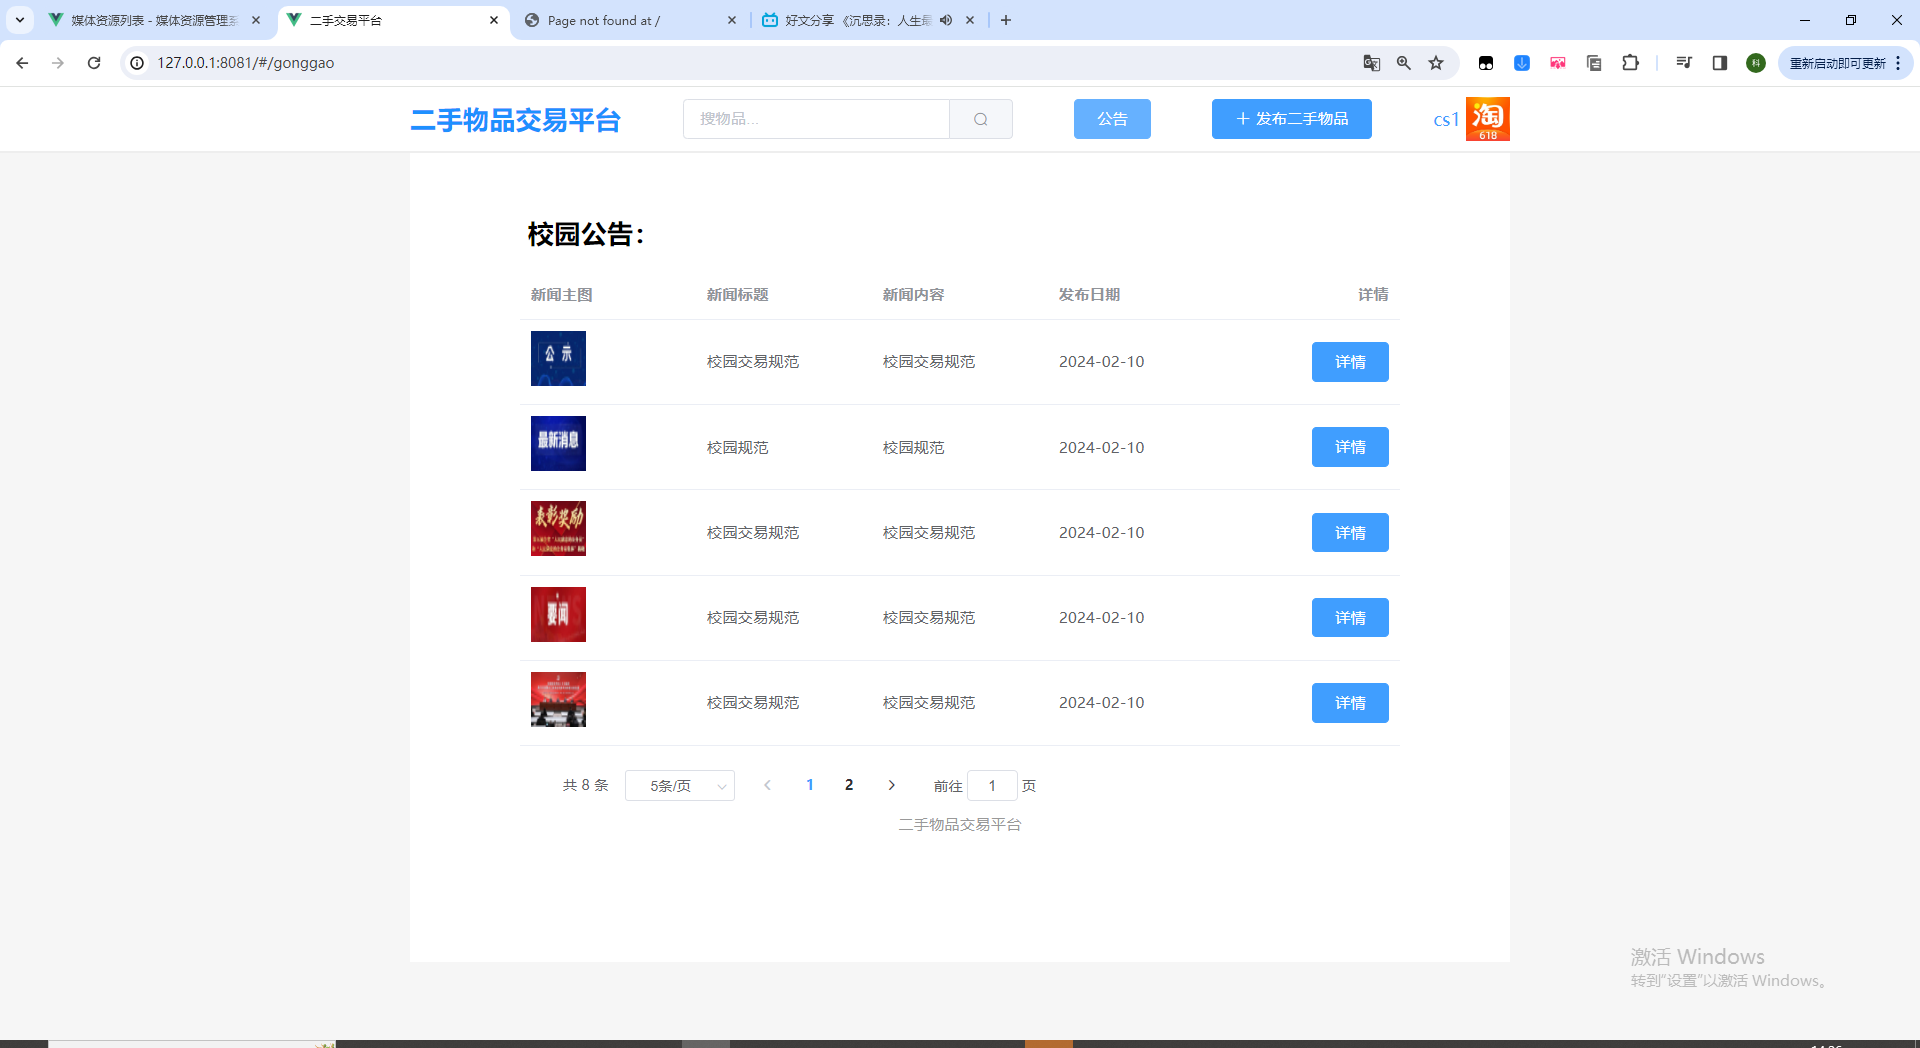 媒体资源列表 - 媒体资源管理系
二手交易平台
Page not found at /
好文分享 《沉思录：人生最
127.0.0.1:8081/#/gonggao
科
重新启动即可更新
二手物品交易平台
搜物品...
公告
发布二手物品
cs1
淘
618
校园公告：
新闻主图 新闻标题 新闻内容 发布日期 详情
公 示
校园交易规范 校园交易规范 2024-02-10 详情
最新消息
校园规范 校园规范 2024-02-10 详情
表彰奖励
校园交易规范 校园交易规范 2024-02-10 详情
要闻
校园交易规范 校园交易规范 2024-02-10 详情
校园交易规范 校园交易规范 2024-02-10 详情
共 8 条 5条/页 1 2 前往 1 页
二手物品交易平台
激活 Windows
转到"设置"以激活 Windows。